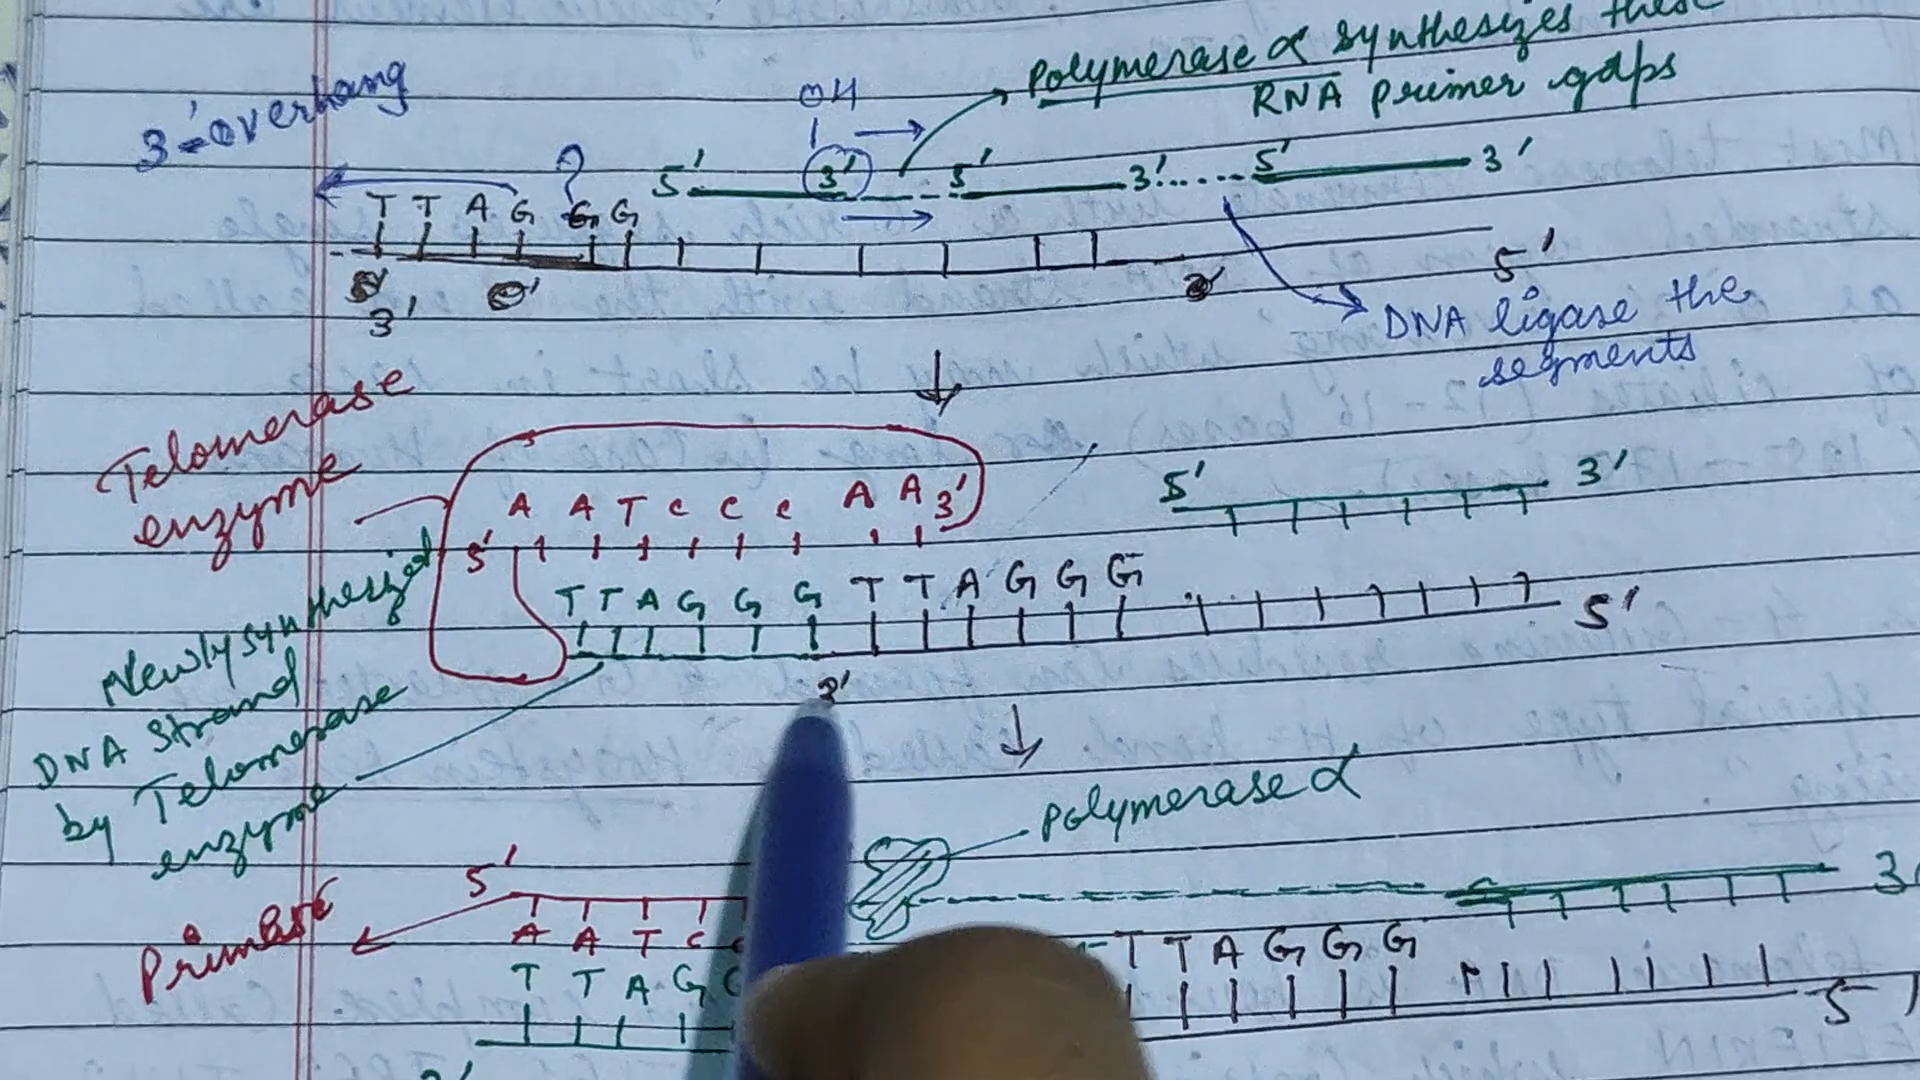 Polymerase α synthesizes these
RNA primer gaps
3'-overhang
OH
5' 3' 5' 3' 5' 3'
?
T T A G G G
3'
5'
DNA ligase the
segments
Telomerase
enzyme
A A T C C C A A 3'
5'
5' 3'
T T A G G G T T A G G G
5'
3'
Newly synthesized
DNA Strand
by Telomerase
enzyme
Polymerase α
5'
3'
Primase
A A T C
T T A G
T T A G G G
5'